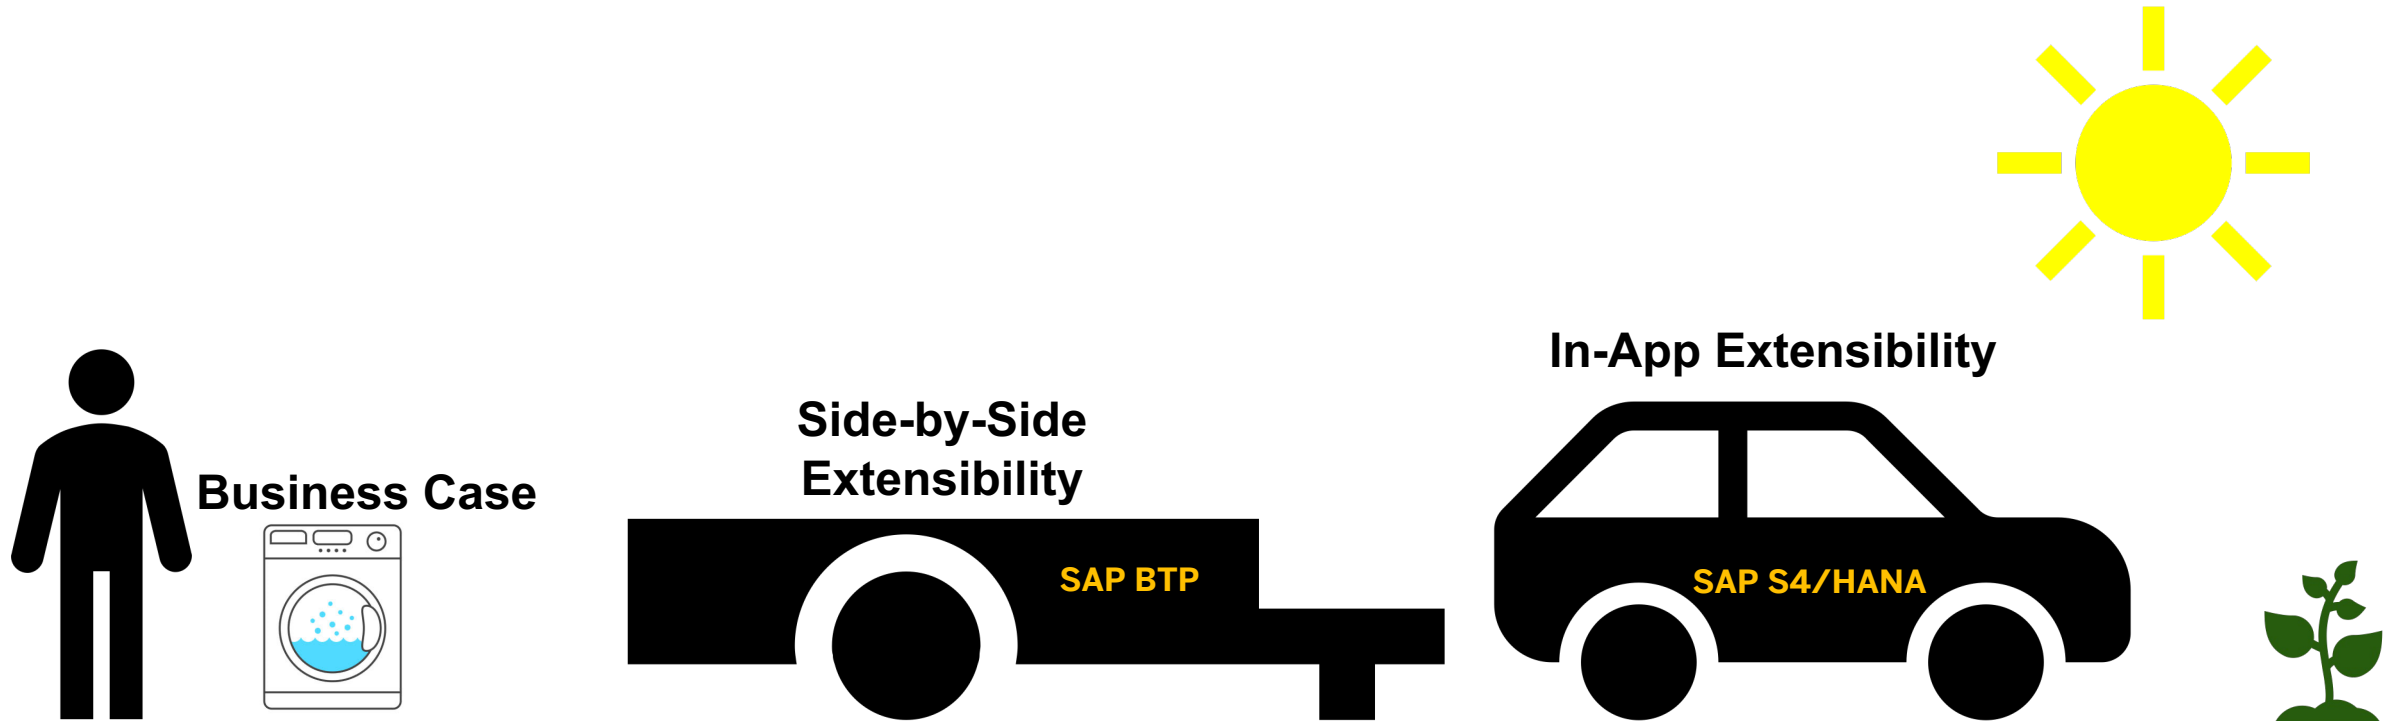 In-App Extensibility
Side-by-Side
Extensibility
Business Case
SAP BTP
SAP S4/HANA